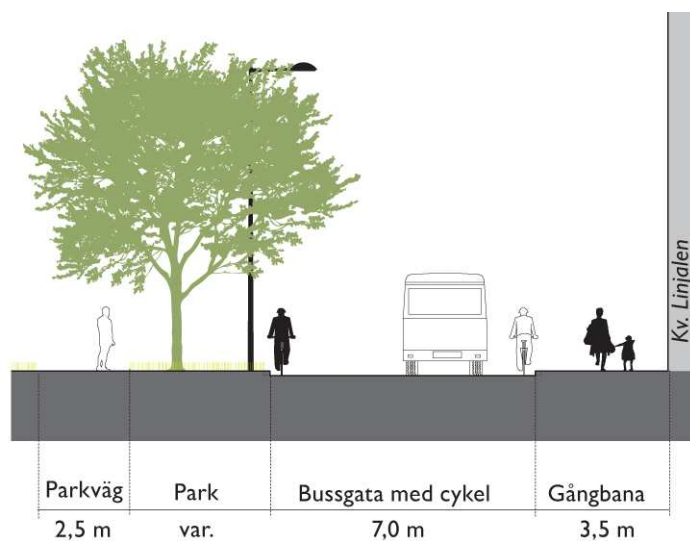 Kv. Linjalen
Parkväg Park Bussgata med cykel Gångbana
2,5 m var. 7,0 m 3,5 m